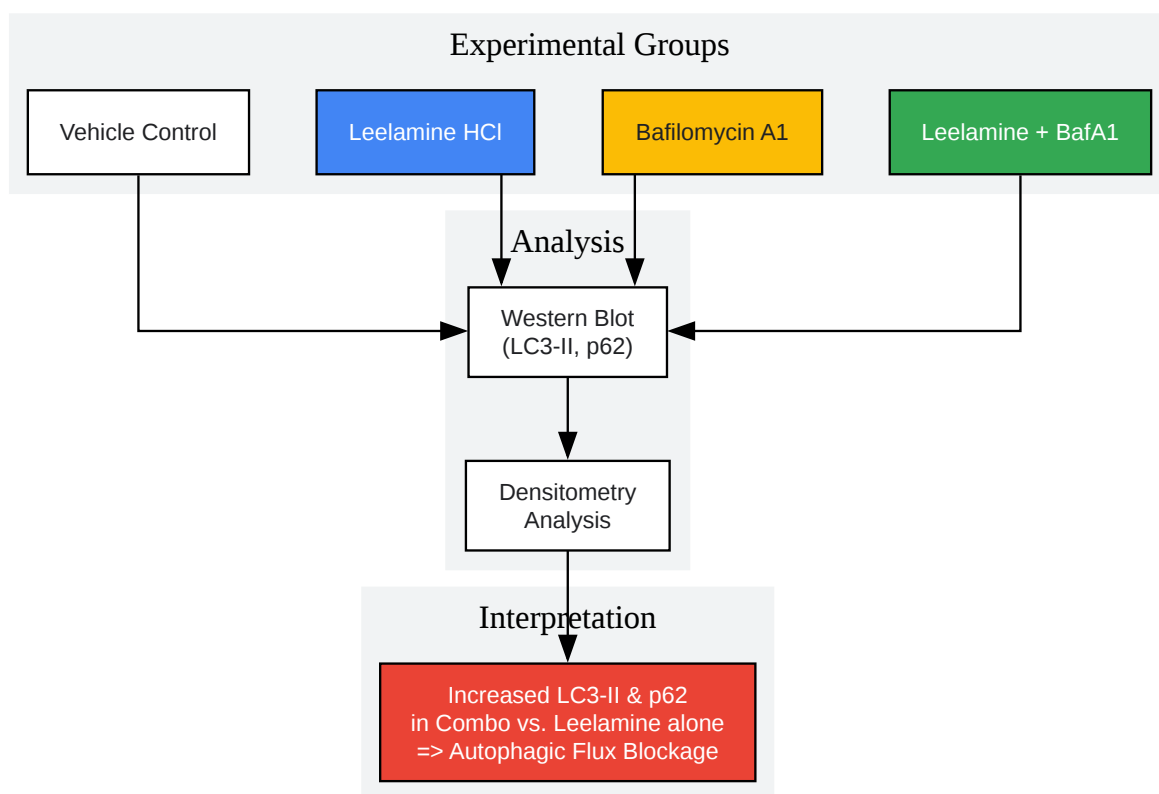 Experimental Groups
Vehicle Control
Leelamine HCl
Bafilomycin A1
Leelamine + BafA1
Analysis
Western Blot
(LC3-II, p62)
Densitometry
Analysis
Interpretation
Increased LC3-II & p62
in Combo vs. Leelamine alone
=> Autophagic Flux Blockage